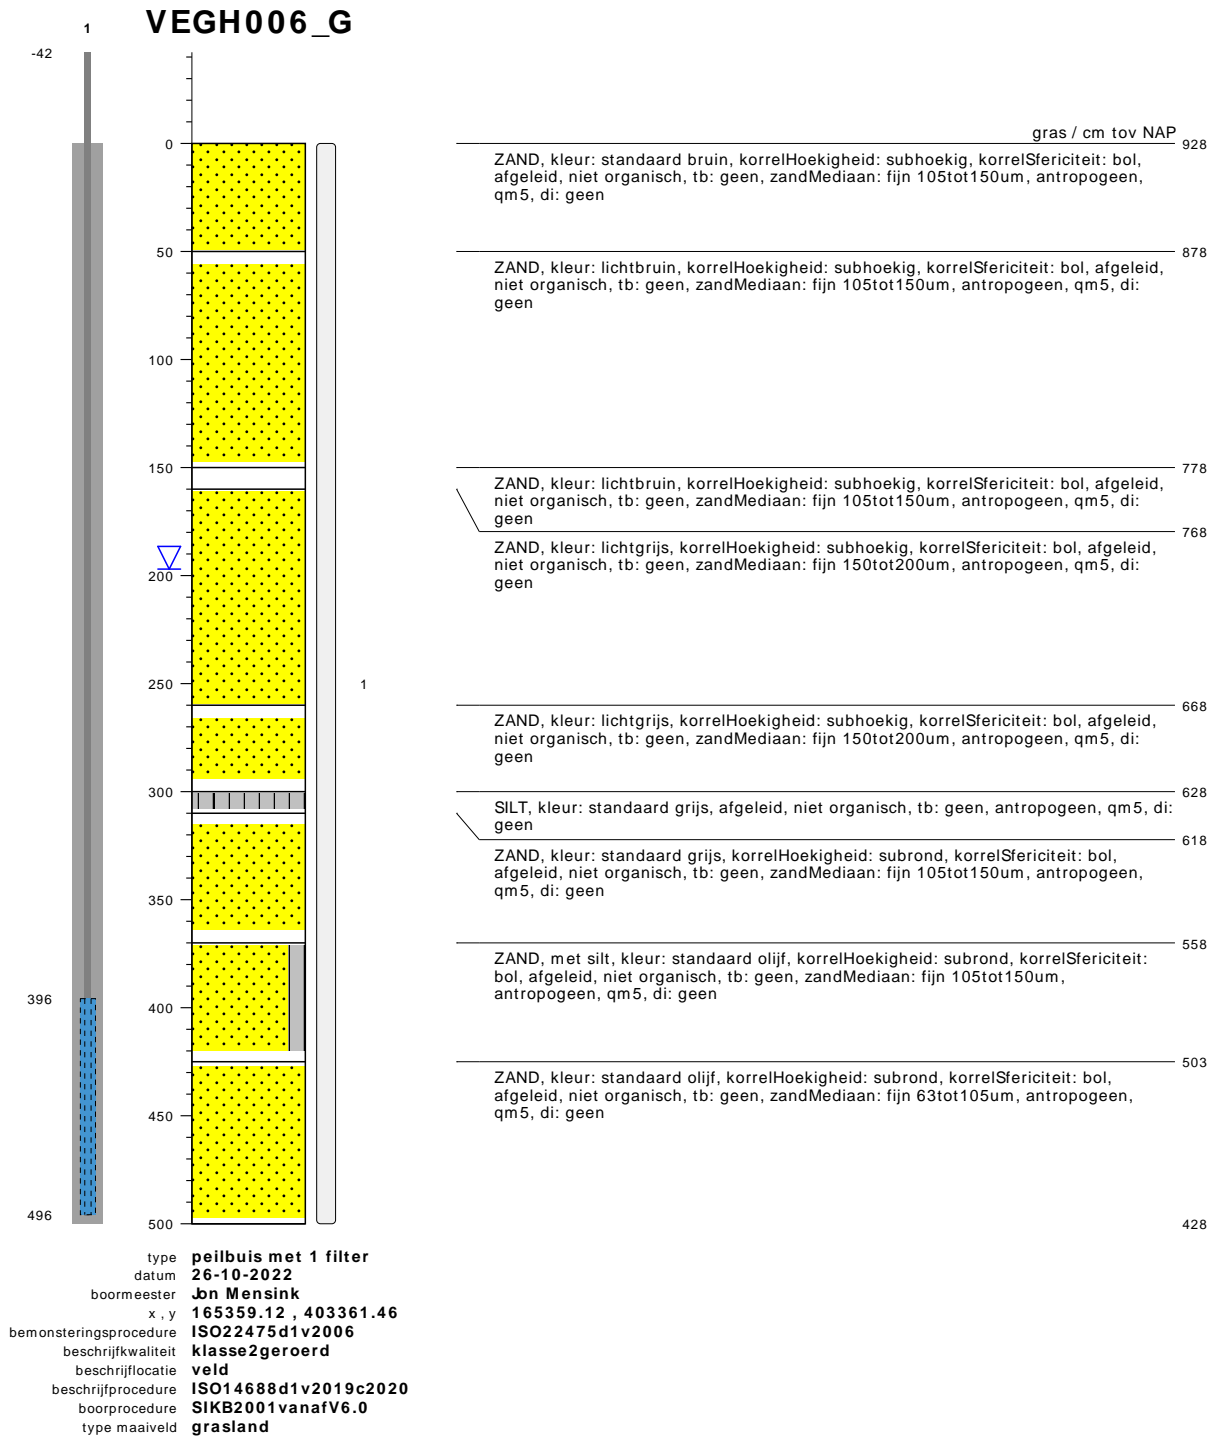 1
VEGH006_G
-42
gras / cm tov NAP
0
928
ZAND, kleur: standaard bruin, korrelHoekigheid: subhoekig, korrelSfericiteit: bol,
afgeleid, niet organisch, tb: geen, zandMediaan: fijn 105tot150um, antropogeen,
qm5, di: geen
50
878
ZAND, kleur: lichtbruin, korrelHoekigheid: subhoekig, korrelSfericiteit: bol, afgeleid,
niet organisch, tb: geen, zandMediaan: fijn 105tot150um, antropogeen, qm5, di:
geen
100
150
778
ZAND, kleur: lichtbruin, korrelHoekigheid: subhoekig, korrelSfericiteit: bol, afgeleid,
niet organisch, tb: geen, zandMediaan: fijn 105tot150um, antropogeen, qm5, di:
geen
768
ZAND, kleur: lichtgrijs, korrelHoekigheid: subhoekig, korrelSfericiteit: bol, afgeleid,
niet organisch, tb: geen, zandMediaan: fijn 150tot200um, antropogeen, qm5, di:
geen
200
250
1
668
ZAND, kleur: lichtgrijs, korrelHoekigheid: subhoekig, korrelSfericiteit: bol, afgeleid,
niet organisch, tb: geen, zandMediaan: fijn 150tot200um, antropogeen, qm5, di:
geen
300
628
SILT, kleur: standaard grijs, afgeleid, niet organisch, tb: geen, antropogeen, qm5, di:
geen
618
ZAND, kleur: standaard grijs, korrelHoekigheid: subrond, korrelSfericiteit: bol,
afgeleid, niet organisch, tb: geen, zandMediaan: fijn 105tot150um, antropogeen,
qm5, di: geen
350
558
ZAND, met silt, kleur: standaard olijf, korrelHoekigheid: subrond, korrelSfericiteit:
bol, afgeleid, niet organisch, tb: geen, zandMediaan: fijn 105tot150um,
antropogeen, qm5, di: geen
396
400
503
ZAND, kleur: standaard olijf, korrelHoekigheid: subrond, korrelSfericiteit: bol,
afgeleid, niet organisch, tb: geen, zandMediaan: fijn 63tot105um, antropogeen,
qm5, di: geen
450
496
500
428
type peilbuis met 1 filter
datum 26-10-2022
boormeester Jon Mensink
x , y 165359.12 , 403361.46
bemonsteringsprocedure ISO22475d1v2006
beschrijfkwaliteit klasse2geroerd
beschrijflocatie veld
beschrijfprocedure ISO14688d1v2019c2020
boorprocedure SIKB2001vanafV6.0
type maaiveld grasland